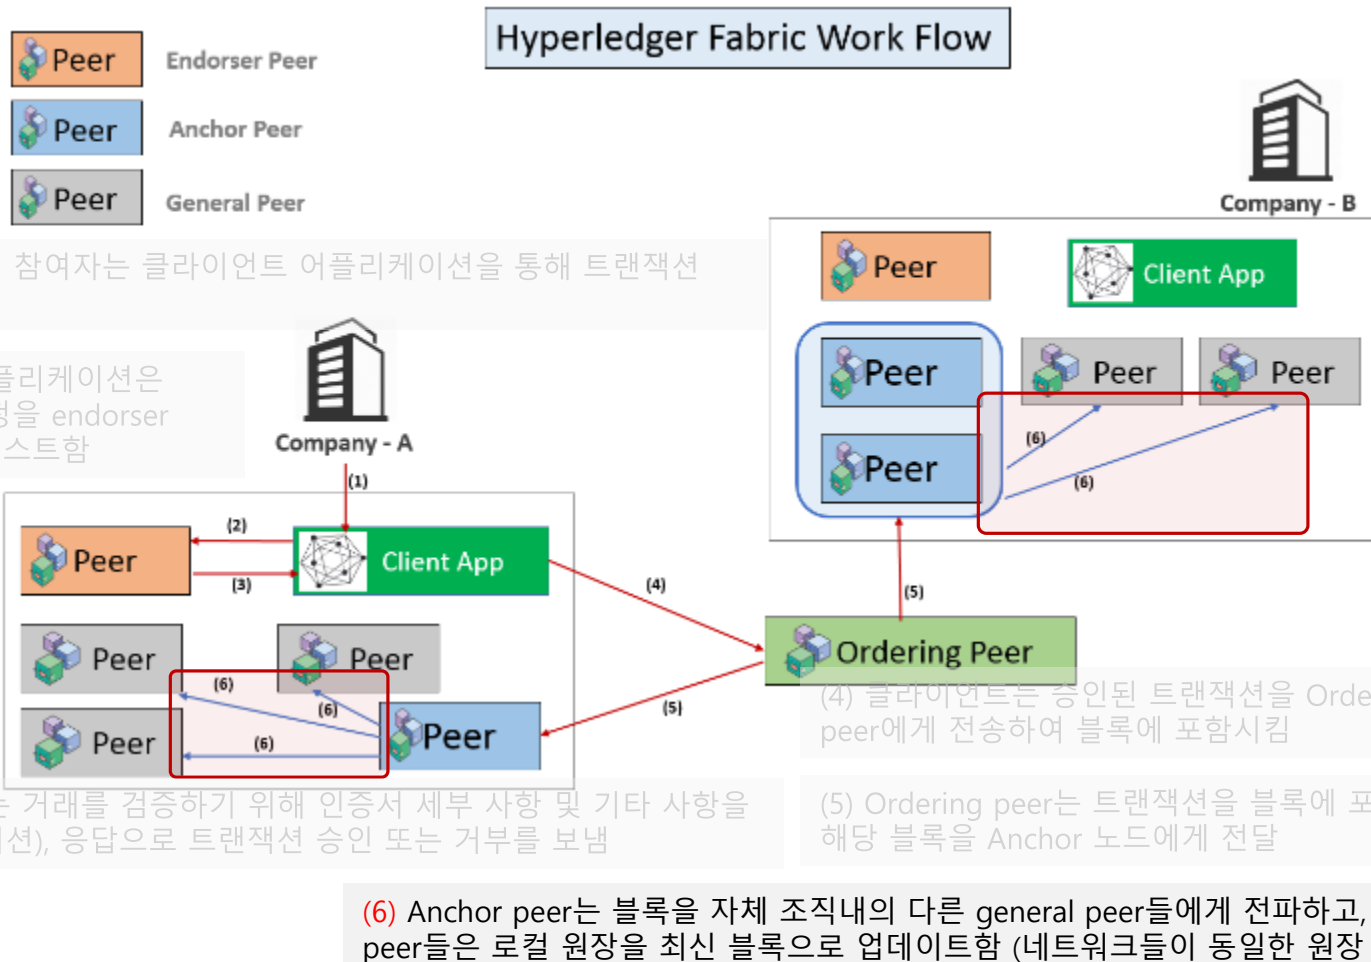 Hyperledger Fabric Work Flow
Peer
Endorser Peer
Peer
Anchor Peer
Peer
General Peer
Company - B
참여자는 클라이언트 어플리케이션을 통해 트랜잭션
Peer
Client App
플리케이션은
endorser
스트함
Company - A
Peer
Peer
Peer
Peer
(6)
(6)
(1)
(2)
(3)
Peer
Client App
(4)
(5)
Peer
Peer
Ordering Peer
(6)
(6)
(6)
Peer
Peer
(5)
(4) 클라이언트는 승인된 트랜잭션을 Orde
peer에게 전송하여 블록에 포함시킴
는 거래를 검증하기 위해 인증서 세부 사항 및 기타 사항을
션), 응답으로 트랜잭션 승인 또는 거부를 보냄
(5) Ordering peer는 트랜잭션을 블록에 포
해당 블록을 Anchor 노드에게 전달
(6) Anchor peer는 블록을 자체 조직내의 다른 general peer들에게 전파하고,
peer들은 로컬 원장을 최신 블록으로 업데이트함 (네트워크들이 동일한 원장